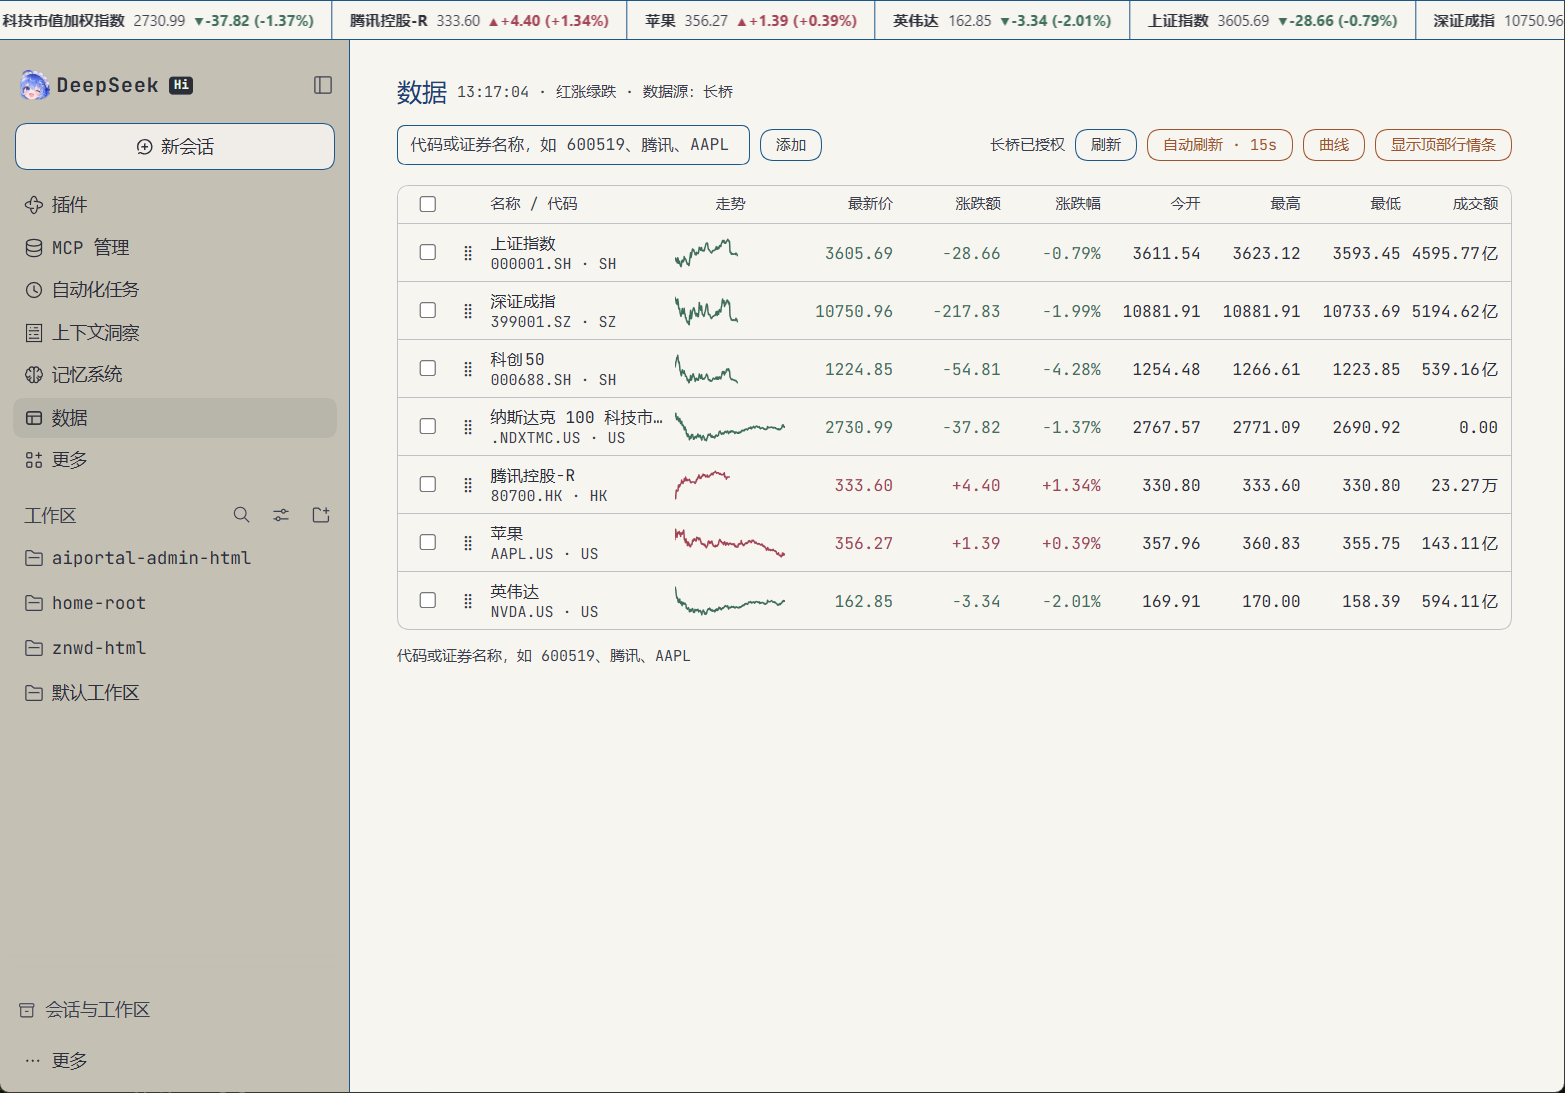 科技市值加权指数 2730.99 ▼-37.82 (-1.37%) 腾讯控股-R 333.60 ▲+4.40 (+1.34%) 苹果 356.27 ▲+1.39 (+0.39%) 英伟达 162.85 ▼-3.34 (-2.01%) 上证指数 3605.69 ▼-28.66 (-0.79%) 深证成指 10750.96
DeepSeek Hi
新会话
插件
MCP 管理
自动化任务
上下文洞察
记忆系统
数据
更多
工作区
aiportal-admin-html
home-root
znwd-html
默认工作区
会话与工作区
··· 更多
数据 13:17:04 · 红涨绿跌 · 数据源: 长桥
代码或证券名称, 如 600519、腾讯、AAPL 添加 长桥已授权 刷新 自动刷新 · 15s 曲线 显示顶部行情条
名称 / 代码 走势 最新价 涨跌额 涨跌幅 今开 最高 最低 成交额
上证指数
000001.SH · SH 3605.69 -28.66 -0.79% 3611.54 3623.12 3593.45 4595.77亿
深证成指
399001.SZ · SZ 10750.96 -217.83 -1.99% 10881.91 10881.91 10733.69 5194.62亿
科创50
000688.SH · SH 1224.85 -54.81 -4.28% 1254.48 1266.61 1223.85 539.16亿
纳斯达克 100 科技市…
.NDXTMC.US · US 2730.99 -37.82 -1.37% 2767.57 2771.09 2690.92 0.00
腾讯控股-R
80700.HK · HK 333.60 +4.40 +1.34% 330.80 333.60 330.80 23.27万
苹果
AAPL.US · US 356.27 +1.39 +0.39% 357.96 360.83 355.75 143.11亿
英伟达
NVDA.US · US 162.85 -3.34 -2.01% 169.91 170.00 158.39 594.11亿
代码或证券名称, 如 600519、腾讯、AAPL